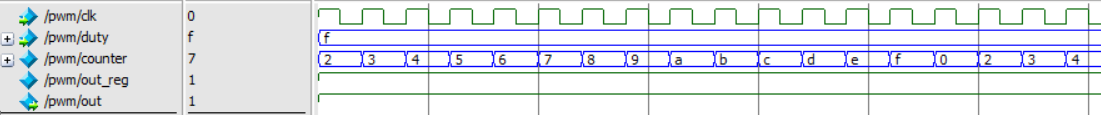 /pwm/clk 0
/pwm/duty f f
/pwm/counter 7 2 3 4 5 6 7 8 9 a b c d e f 0 2 3 4
/pwm/out_reg 1
/pwm/out 1